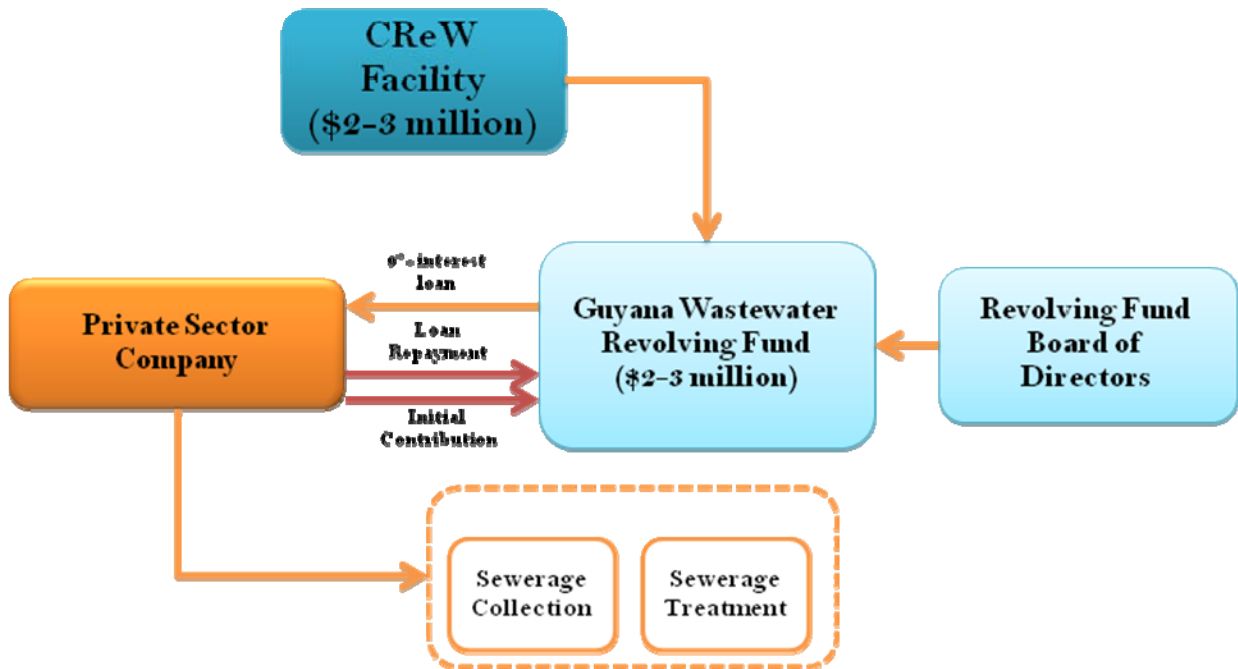 CReW
Facility
($2-3 million)
interest
loan
Private Sector
Company
Loan
Repayment
Initial
Contribution
Guyana Wastewater
Revolving Fund
($2-3 million)
Revolving Fund
Board of
Directors
Sewerage
Collection
Sewerage
Treatment